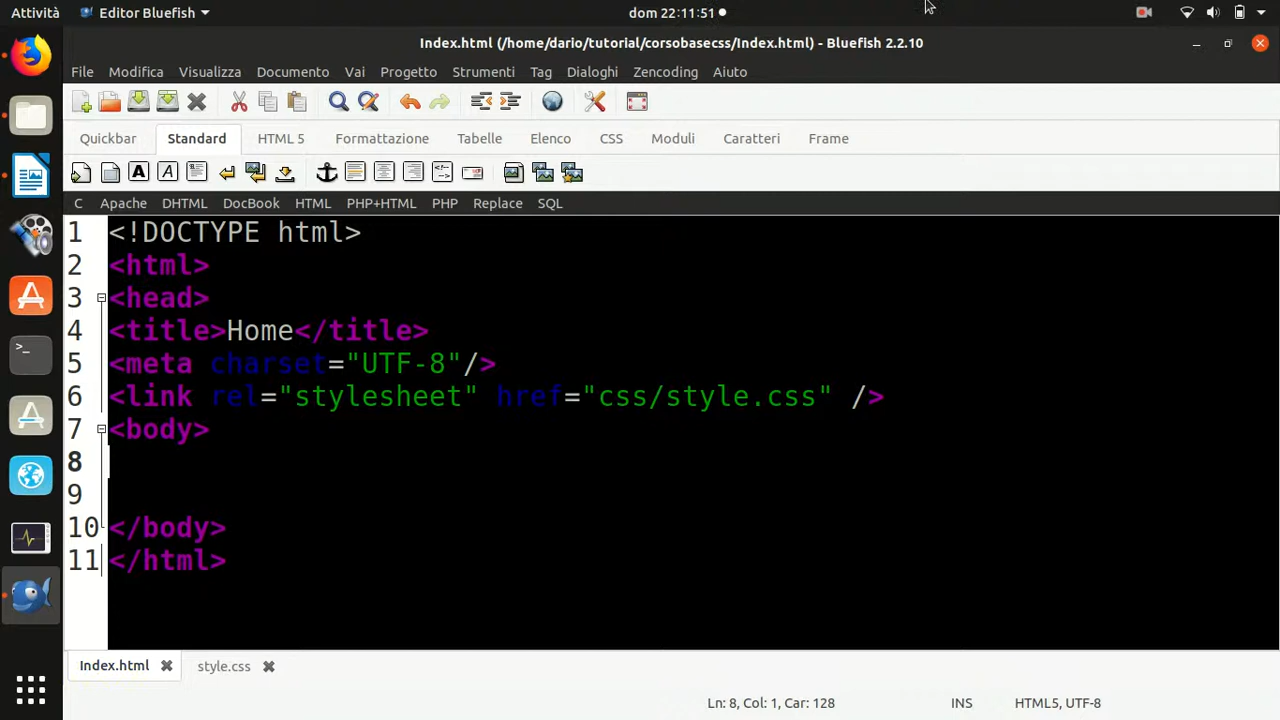 Attività Editor Bluefish dom 22:11:51
Index.html (/home/dario/tutorial/corsobasecss/Index.html) - Bluefish 2.2.10
File Modifica Visualizza Documento Vai Progetto Strumenti Tag Dialoghi Encoding Aiuto
Quickbar Standard HTML 5 Formattazione Tabelle Elenco CSS Moduli Caratteri Frame
C Apache DHTML DocBook HTML PHP+HTML PHP Replace SQL
1 <!DOCTYPE html>
2 <html>
3 <head>
4 <title>Home</title>
5 <meta charset="UTF-8"/>
6 <link rel="stylesheet" href="css/style.css" />
7 <body>
8
9
10 </body>
11 </html>
Index.html style.css
Ln: 8, Col: 1, Car: 128 INS HTML5, UTF-8